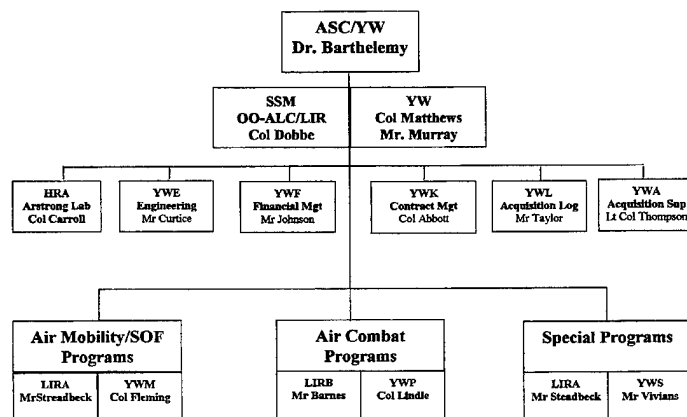 ASC/YW
Dr. Barthelemy
SSM
OO-ALC/LIR
Col Dobbe
YW
Col Matthews
Mr. Murray
HRA
Arstrong Lab
Col Carroll
YWE
Engineering
Mr Curtice
YWF
Financial Mgt
Mr Johnson
YWK
Contract Mgt
Col Abbott
YWL
Acquisition Log
Mr Taylor
YWA
Acquisition Sup
Lt Col Thompson
Air Mobility/SOF
Programs
LIRA
MrStreadbeck
YWM
Col Fleming
Air Combat
Programs
LIRB
Mr Barnes
YWP
Col Lindle
Special Programs
LIRA
Mr Steadbeck
YWS
Mr Vivians